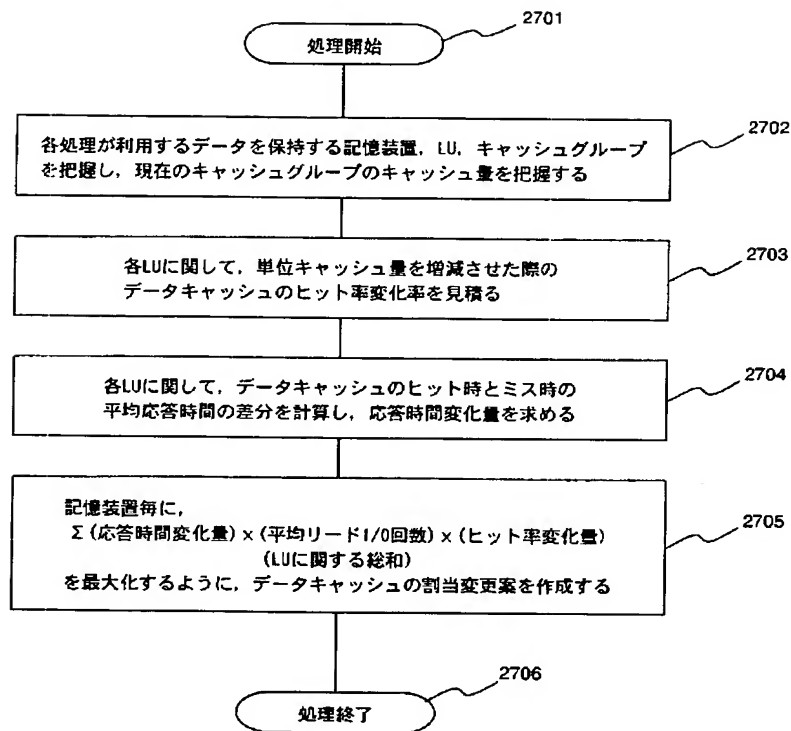 処理開始
2701
各処理が利用するデータを保持する記憶装置，LU，キャッシュグループ
を把握し，現在のキャッシュグループのキャッシュ量を把握する
2702
各LUに関して，単位キャッシュ量を増減させた際の
データキャッシュのヒット率変化率を見積る
2703
各LUに関して，データキャッシュのヒット時とミス時の
平均応答時間の差分を計算し，応答時間変化量を求める
2704
記憶装置毎に，
Σ(応答時間変化量)×(平均リードI/O回数)×(ヒット率変化量)
(LUに関する総和)
を最大化するように，データキャッシュの割当変更案を作成する
2705
処理終了
2706